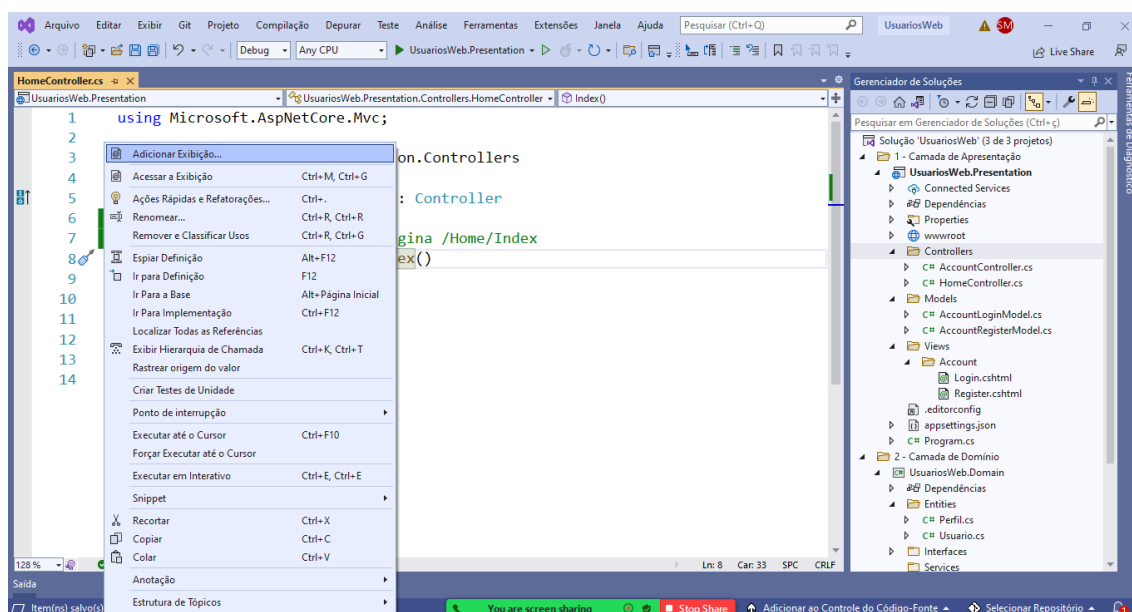 Arquivo Editar Exibir Git Projeto Compilação Depurar Teste Análise Ferramentas Extensões Janela Ajuda Pesquisar (Ctrl+Q) UsuariosWeb SM
Debug Any CPU UsuariosWeb.Presentation Live Share
HomeController.cs
UsuariosWeb.Presentation UsuariosWeb.Presentation.Controllers.HomeController Index()
1 using Microsoft.AspNetCore.Mvc;
2
3 on.Controllers
4
5 : Controller
6
7 gina /Home/Index
8 ex()
9
10
11
12
13
14
Adicionar Exibição...
Acessar a Exibição Ctrl+M, Ctrl+G
Ações Rápidas e Refatorações... Ctrl+.
Renomear... Ctrl+R, Ctrl+R
Remover e Classificar Usos Ctrl+R, Ctrl+G
Espiar Definição Alt+F12
Ir para Definição F12
Ir Para a Base Alt+Página Inicial
Ir Para Implementação Ctrl+F12
Localizar Todas as Referências
Exibir Hierarquia de Chamada Ctrl+K, Ctrl+T
Rastrear origem do valor
Criar Testes de Unidade
Ponto de interrupção
Executar até o Cursor Ctrl+F10
Forçar Executar até o Cursor
Executar em Interativo Ctrl+E, Ctrl+E
Snippet
Recortar Ctrl+X
Copiar Ctrl+C
Colar Ctrl+V
Anotação
Estrutura de Tópicos
Gerenciador de Soluções
Pesquisar em Gerenciador de Soluções (Ctrl+ç)
Solução 'UsuariosWeb' (3 de 3 projetos)
1 - Camada de Apresentação
UsuariosWeb.Presentation
Connected Services
Dependências
Properties
wwwroot
Controllers
C# AccountController.cs
C# HomeController.cs
Models
C# AccountLoginModel.cs
C# AccountRegisterModel.cs
Views
Account
Login.cshtml
Register.cshtml
.editorconfig
appsettings.json
C# Program.cs
2 - Camada de Domínio
UsuariosWeb.Domain
Dependências
Entities
C# Perfil.cs
C# Usuario.cs
Interfaces
Services
Ferramentas de Diagnóstico
128 % Ln: 8 Car: 33 SPC CRLF
Saída
Item(ns) salvo(s) You are screen sharing Stop Share Adicionar ao Controle do Código-Fonte Selecionar Repositório